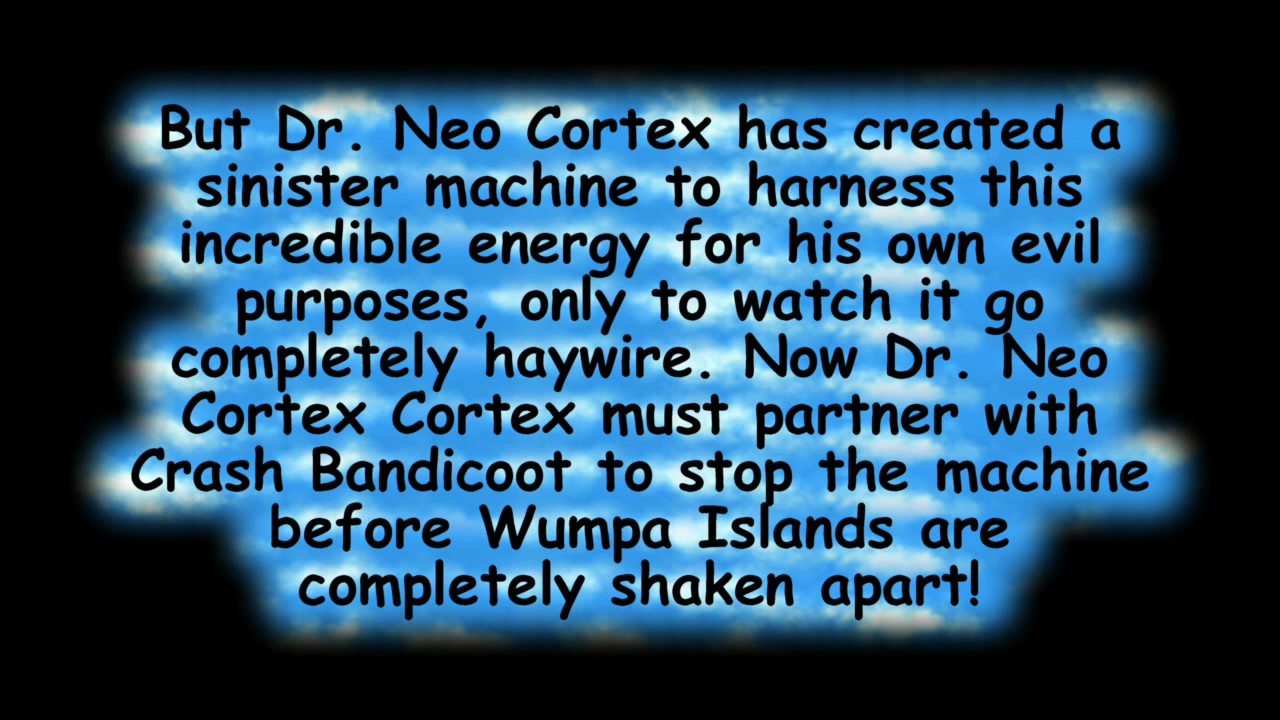 But Dr. Neo Cortex has created a
sinister machine to harness this
incredible energy for his own evil
purposes, only to watch it go
completely haywire. Now Dr. Neo
Cortex Cortex must partner with
Crash Bandicoot to stop the machine
before Wumpa Islands are
completely shaken apart!